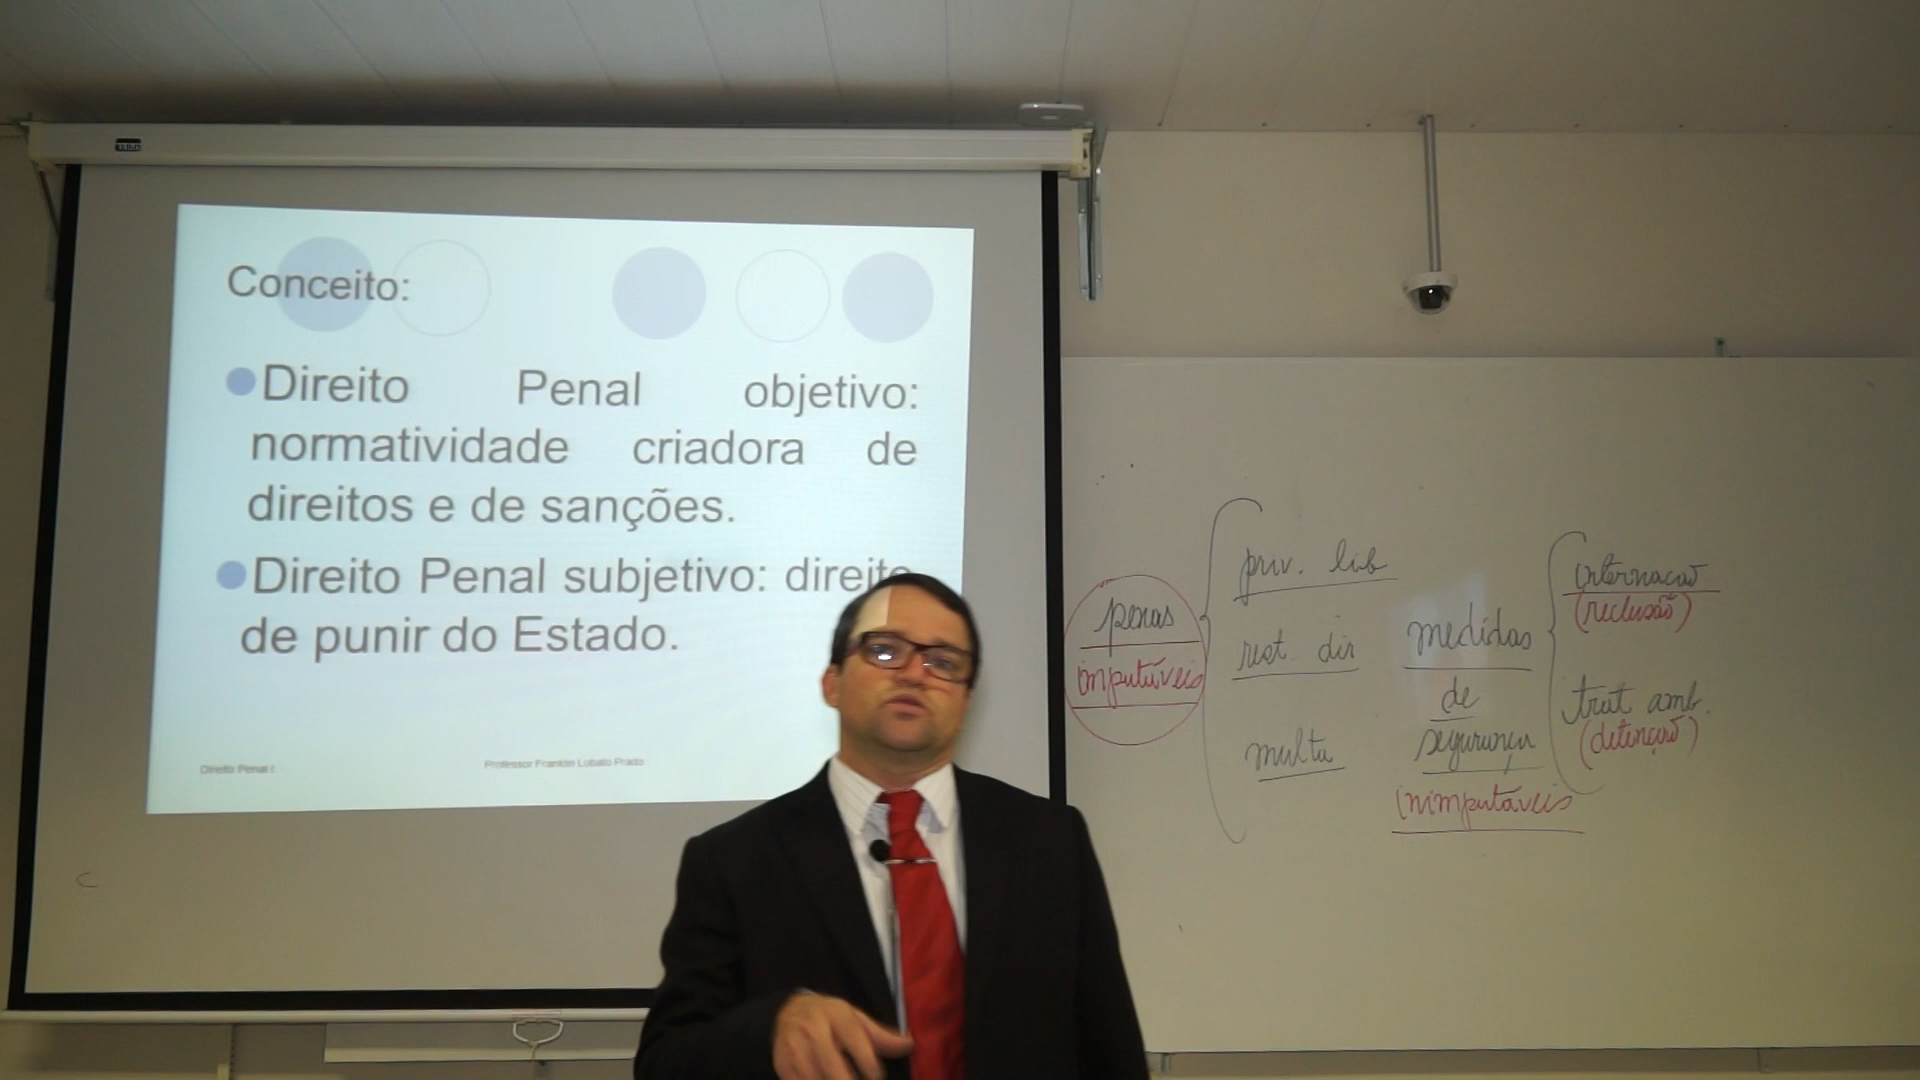 Conceito:
Direito Penal objetivo:
normatividade criadora de
direitos e de sanções.
Direito Penal subjetivo: direito
de punir do Estado.
Direito Penal I
Professor Franklin Lobato Prado
penas
imputáveis
priv. lib
rest. dir
multa
medidas
de
segurança
inimputáveis
internação
(reclusão)
trat amb.
(detenção)